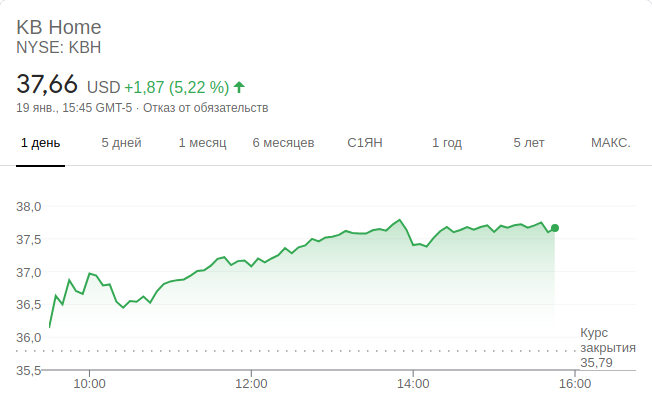 KB Home
NYSE: KBH
37,66 USD +1,87 (5,22 %)
19 янв., 15:45 GMT-5 · Отказ от обязательств
1 день 5 дней 1 месяц 6 месяцев С1ЯН 1 год 5 лет МАКС.
38,0
37,5
37,0
36,5
36,0
35,5
Курс
закрытия
35,79
10:00 12:00 14:00 16:00